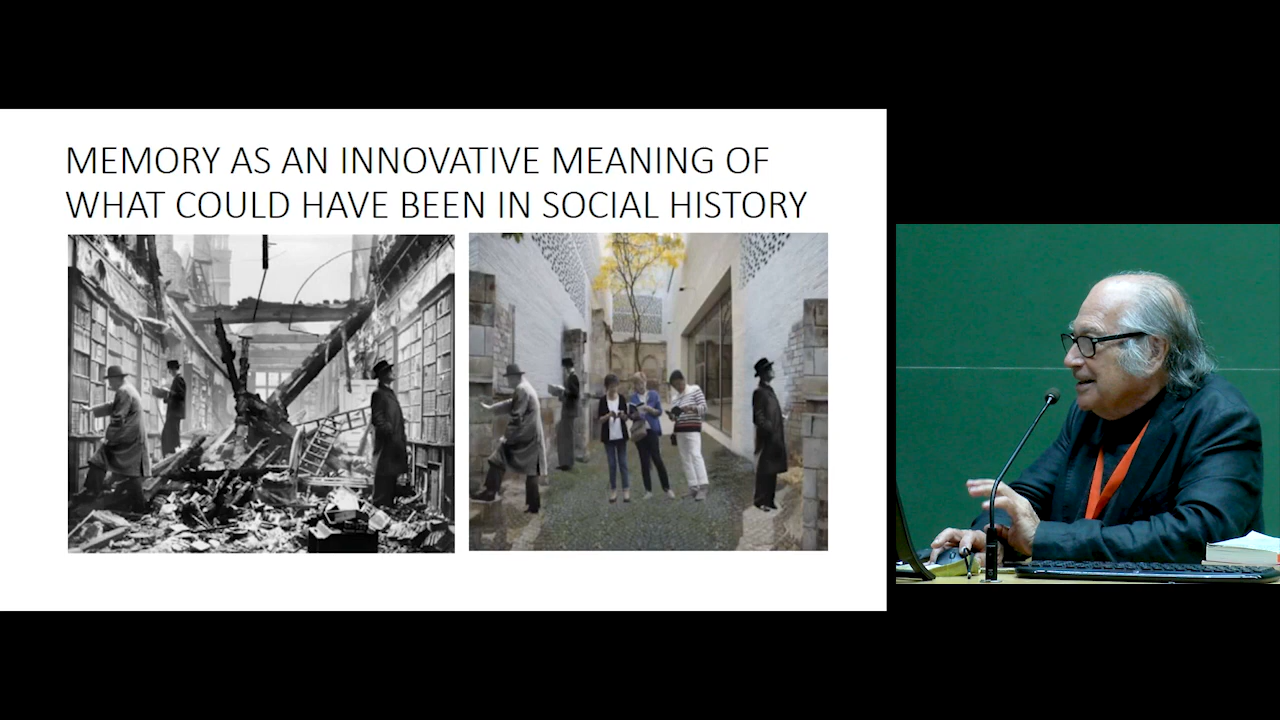 MEMORY AS AN INNOVATIVE MEANING OF
WHAT COULD HAVE BEEN IN SOCIAL HISTORY